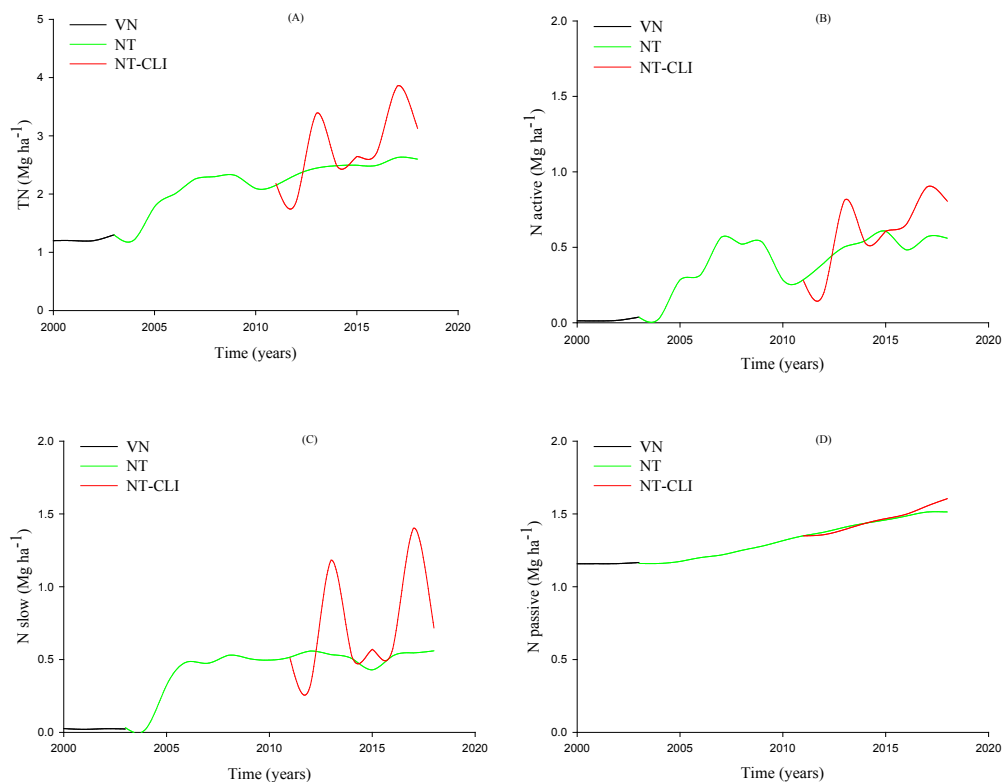 (A)
VN
NT
NT-CLI
5
4
3
2
1
0
TN (Mg ha⁻¹)
2000 2005 2010 2015 2020
Time (years)
(B)
VN
NT
NT-CLI
2.0
1.5
1.0
0.5
0.0
N active (Mg ha⁻¹)
2000 2005 2010 2015 2020
Time (years)
(C)
VN
NT
NT-CLI
2.0
1.5
1.0
0.5
0.0
N slow (Mg ha⁻¹)
2000 2005 2010 2015 2020
Time (years)
(D)
VN
NT
NT-CLI
2.0
1.5
1.0
0.5
0.0
N passive (Mg ha⁻¹)
2000 2005 2010 2015 2020
Time (years)